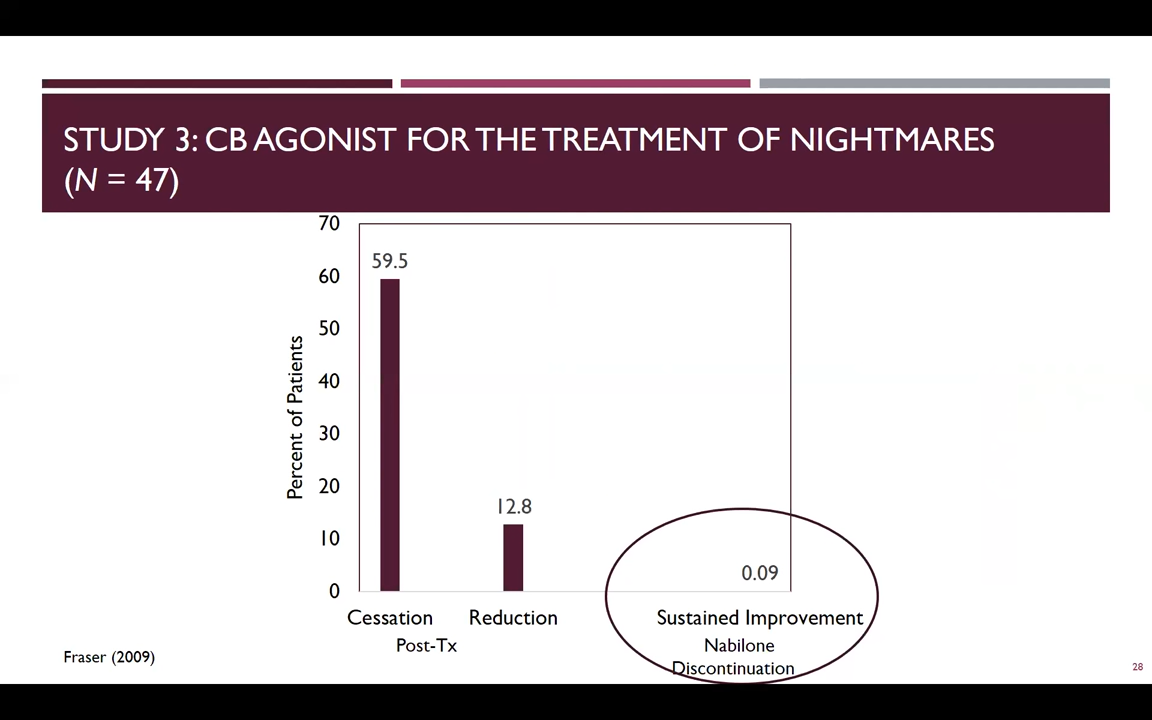 STUDY 3: CB AGONIST FOR THE TREATMENT OF NIGHTMARES
(N = 47)
70
60
50
40
30
20
10
0
Percent of Patients
59.5
12.8
0.09
Cessation
Reduction
Sustained Improvement
Post-Tx
Nabilone
Discontinuation
Fraser (2009)
28